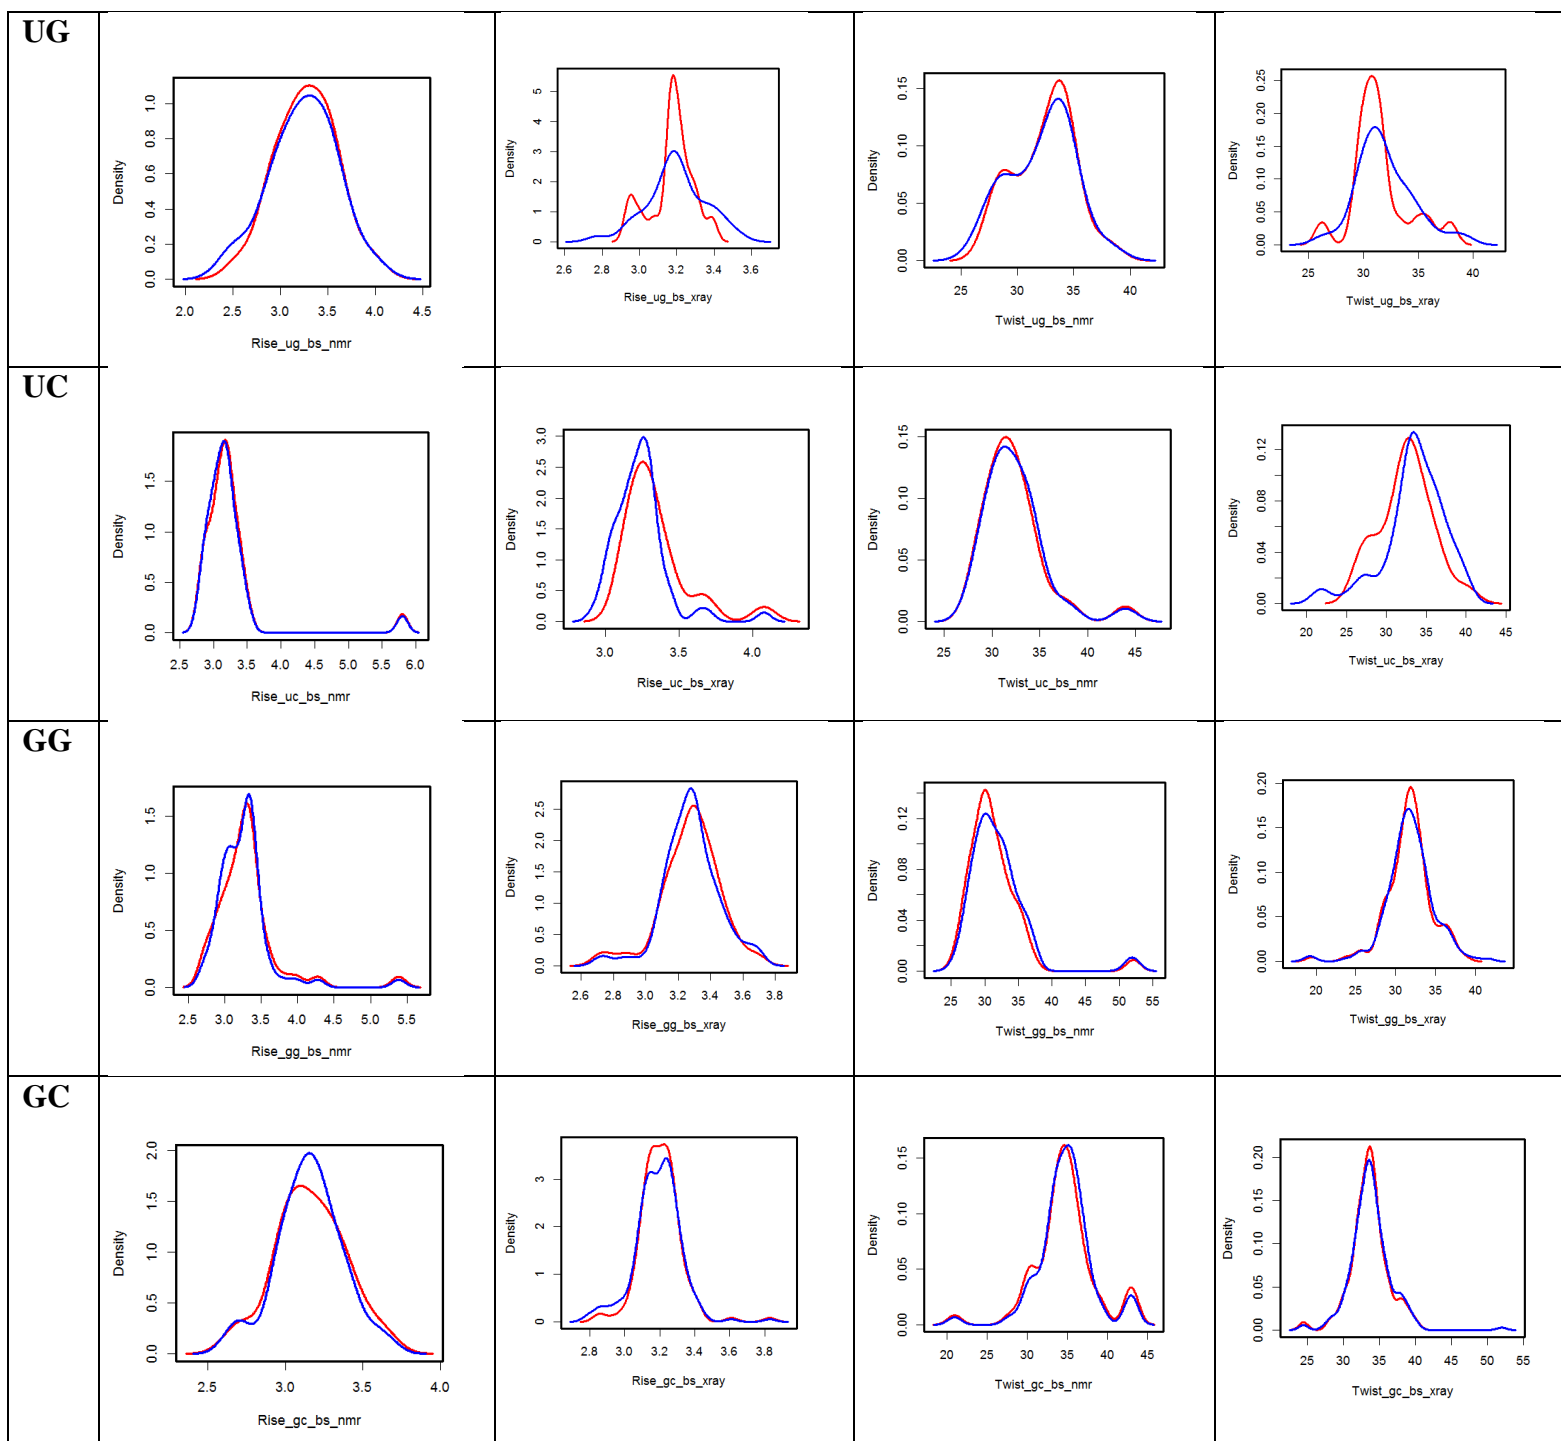 UG
Density
0.0 0.2 0.4 0.6 0.8 1.0
2.0 2.5 3.0 3.5 4.0 4.5
Rise_ug_bs_nmr
Density
0 1 2 3 4 5
2.6 2.8 3.0 3.2 3.4 3.6
Rise_ug_bs_xray
Density
0.00 0.05 0.10 0.15
25 30 35 40
Twist_ug_bs_nmr
Density
0.00 0.05 0.10 0.15 0.20 0.25
25 30 35 40
Twist_ug_bs_xray
UC
Density
0.0 0.5 1.0 1.5
2.5 3.0 3.5 4.0 4.5 5.0 5.5 6.0
Rise_uc_bs_nmr
Density
0.0 0.5 1.0 1.5 2.0 2.5 3.0
3.0 3.5 4.0
Rise_uc_bs_xray
Density
0.00 0.05 0.10 0.15
25 30 35 40 45
Twist_uc_bs_nmr
Density
0.00 0.04 0.08 0.12
20 25 30 35 40 45
Twist_uc_bs_xray
GG
Density
0.0 0.5 1.0 1.5
2.5 3.0 3.5 4.0 4.5 5.0 5.5
Rise_gg_bs_nmr
Density
0.0 0.5 1.0 1.5 2.0 2.5
2.6 2.8 3.0 3.2 3.4 3.6 3.8
Rise_gg_bs_xray
Density
0.00 0.04 0.08 0.12
25 30 35 40 45 50 55
Twist_gg_bs_nmr
Density
0.00 0.05 0.10 0.15 0.20
20 25 30 35 40
Twist_gg_bs_xray
GC
Density
0.0 0.5 1.0 1.5 2.0
2.5 3.0 3.5 4.0
Rise_gc_bs_nmr
Density
0 1 2 3
2.8 3.0 3.2 3.4 3.6 3.8
Rise_gc_bs_xray
Density
0.00 0.05 0.10 0.15
20 25 30 35 40 45
Twist_gc_bs_nmr
Density
0.00 0.05 0.10 0.15 0.20
25 30 35 40 45 50 55
Twist_gc_bs_xray